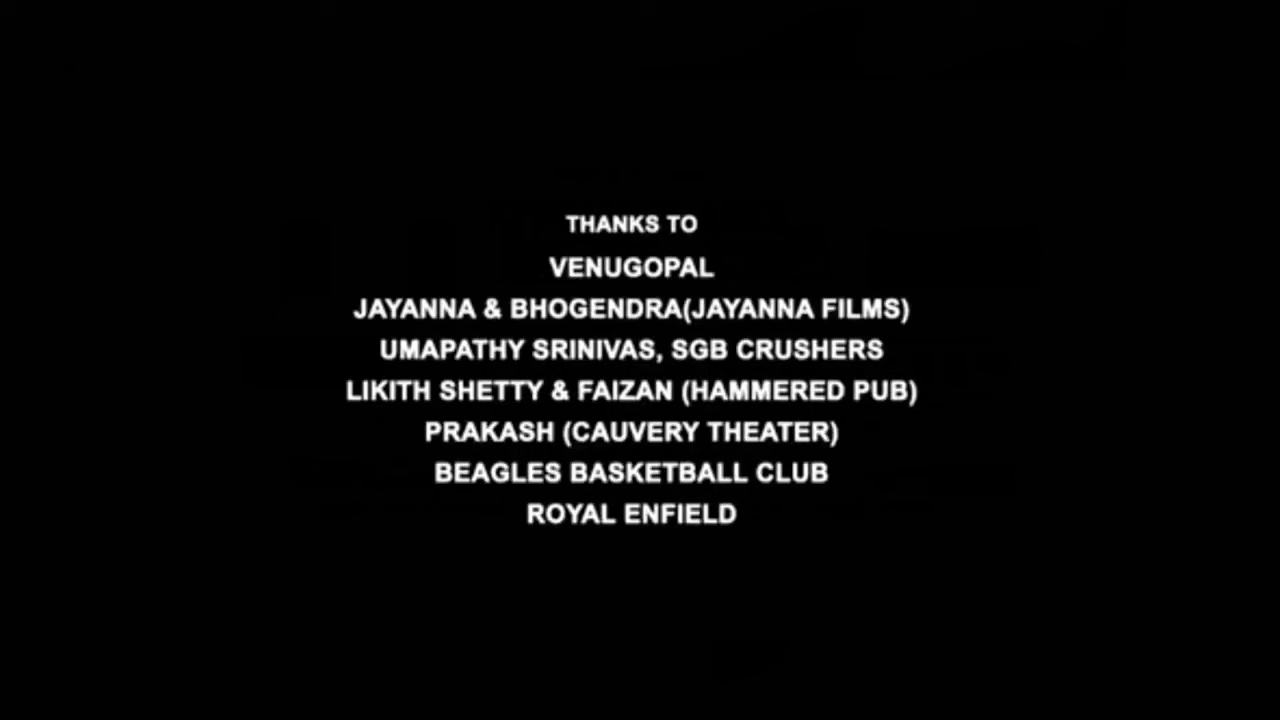 THANKS TO
VENUGOPAL
JAYANNA & BHOGENDRA(JAYANNA FILMS)
UMAPATHY SRINIVAS, SGB CRUSHERS
LIKITH SHETTY & FAIZAN (HAMMERED PUB)
PRAKASH (CAUVERY THEATER)
BEAGLES BASKETBALL CLUB
ROYAL ENFIELD